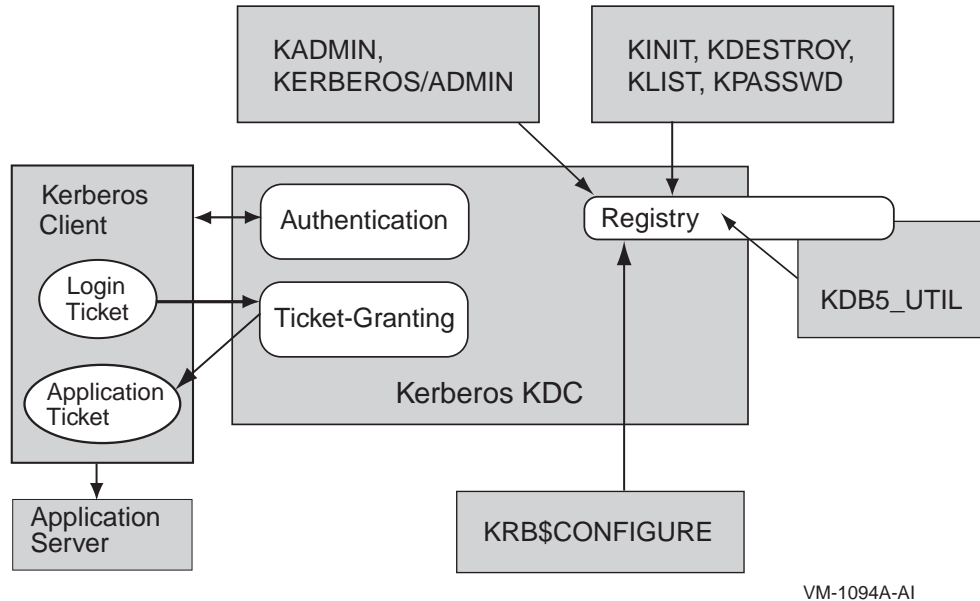 KADMIN,
KERBEROS/ADMIN
KINIT, KDESTROY,
KLIST, KPASSWD
Kerberos
Client
Authentication
Registry
Login
Ticket
Ticket-Granting
KDB5_UTIL
Application
Ticket
Kerberos KDC
Application
Server
KRB$CONFIGURE
VM-1094A-AI